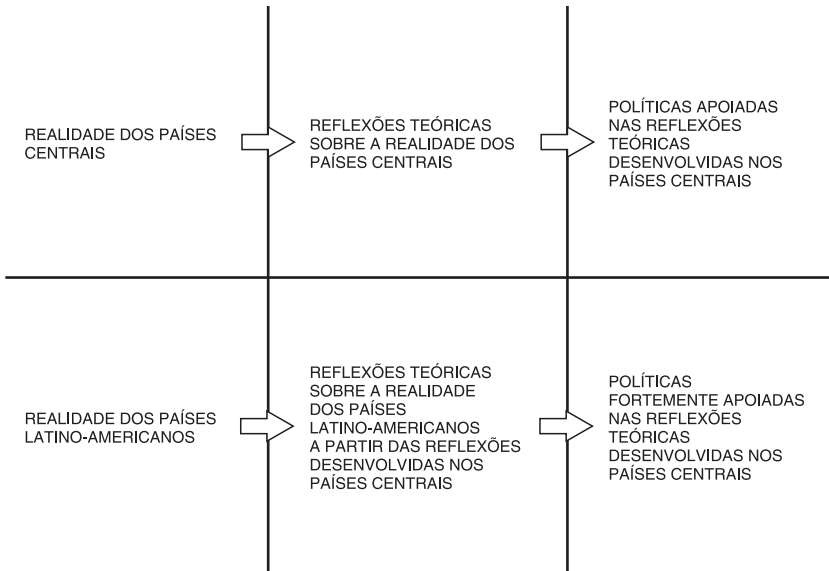 REALIDADE DOS PAÍSES
CENTRAIS
REFLEXÕES TEÓRICAS
SOBRE A REALIDADE DOS
PAÍSES CENTRAIS
POLÍTICAS APOIADAS
NAS REFLEXÕES
TEÓRICAS
DESENVOLVIDAS NOS
PAÍSES CENTRAIS
REALIDADE DOS PAÍSES
LATINO-AMERICANOS
REFLEXÕES TEÓRICAS
SOBRE A REALIDADE
DOS PAÍSES
LATINO-AMERICANOS
A PARTIR DAS REFLEXÕES
DESENVOLVIDAS NOS
PAÍSES CENTRAIS
POLÍTICAS
FORTEMENTE APOIADAS
NAS REFLEXÕES
TEÓRICAS
DESENVOLVIDAS NOS
PAÍSES CENTRAIS